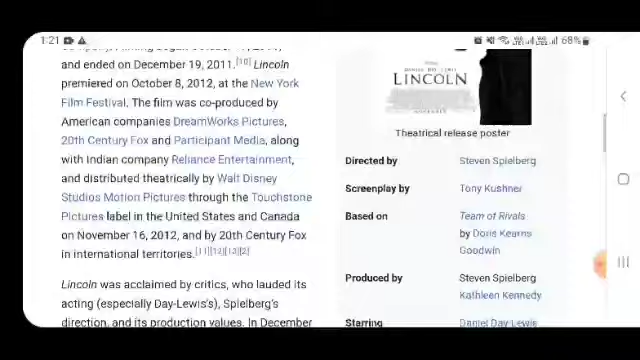 1:21
68%
and ended on December 19, 2011.[10] Lincoln
premiered on October 8, 2012, at the New York
Film Festival. The film was co-produced by
American companies DreamWorks Pictures,
20th Century Fox and Participant Media, along
with Indian company Reliance Entertainment,
and distributed theatrically by Walt Disney
Studios Motion Pictures through the Touchstone
Pictures label in the United States and Canada
on November 16, 2012, and by 20th Century Fox
in international territories.[11][12][13][2]
Lincoln was acclaimed by critics, who lauded its
acting (especially Day-Lewis's), Spielberg's
direction, and its production values. In December
LINCOLN
Theatrical release poster
Directed by Steven Spielberg
Screenplay by Tony Kushner
Based on Team of Rivals
by Doris Kearns
Goodwin
Produced by Steven Spielberg
Kathleen Kennedy
Starring Daniel Day-Lewis